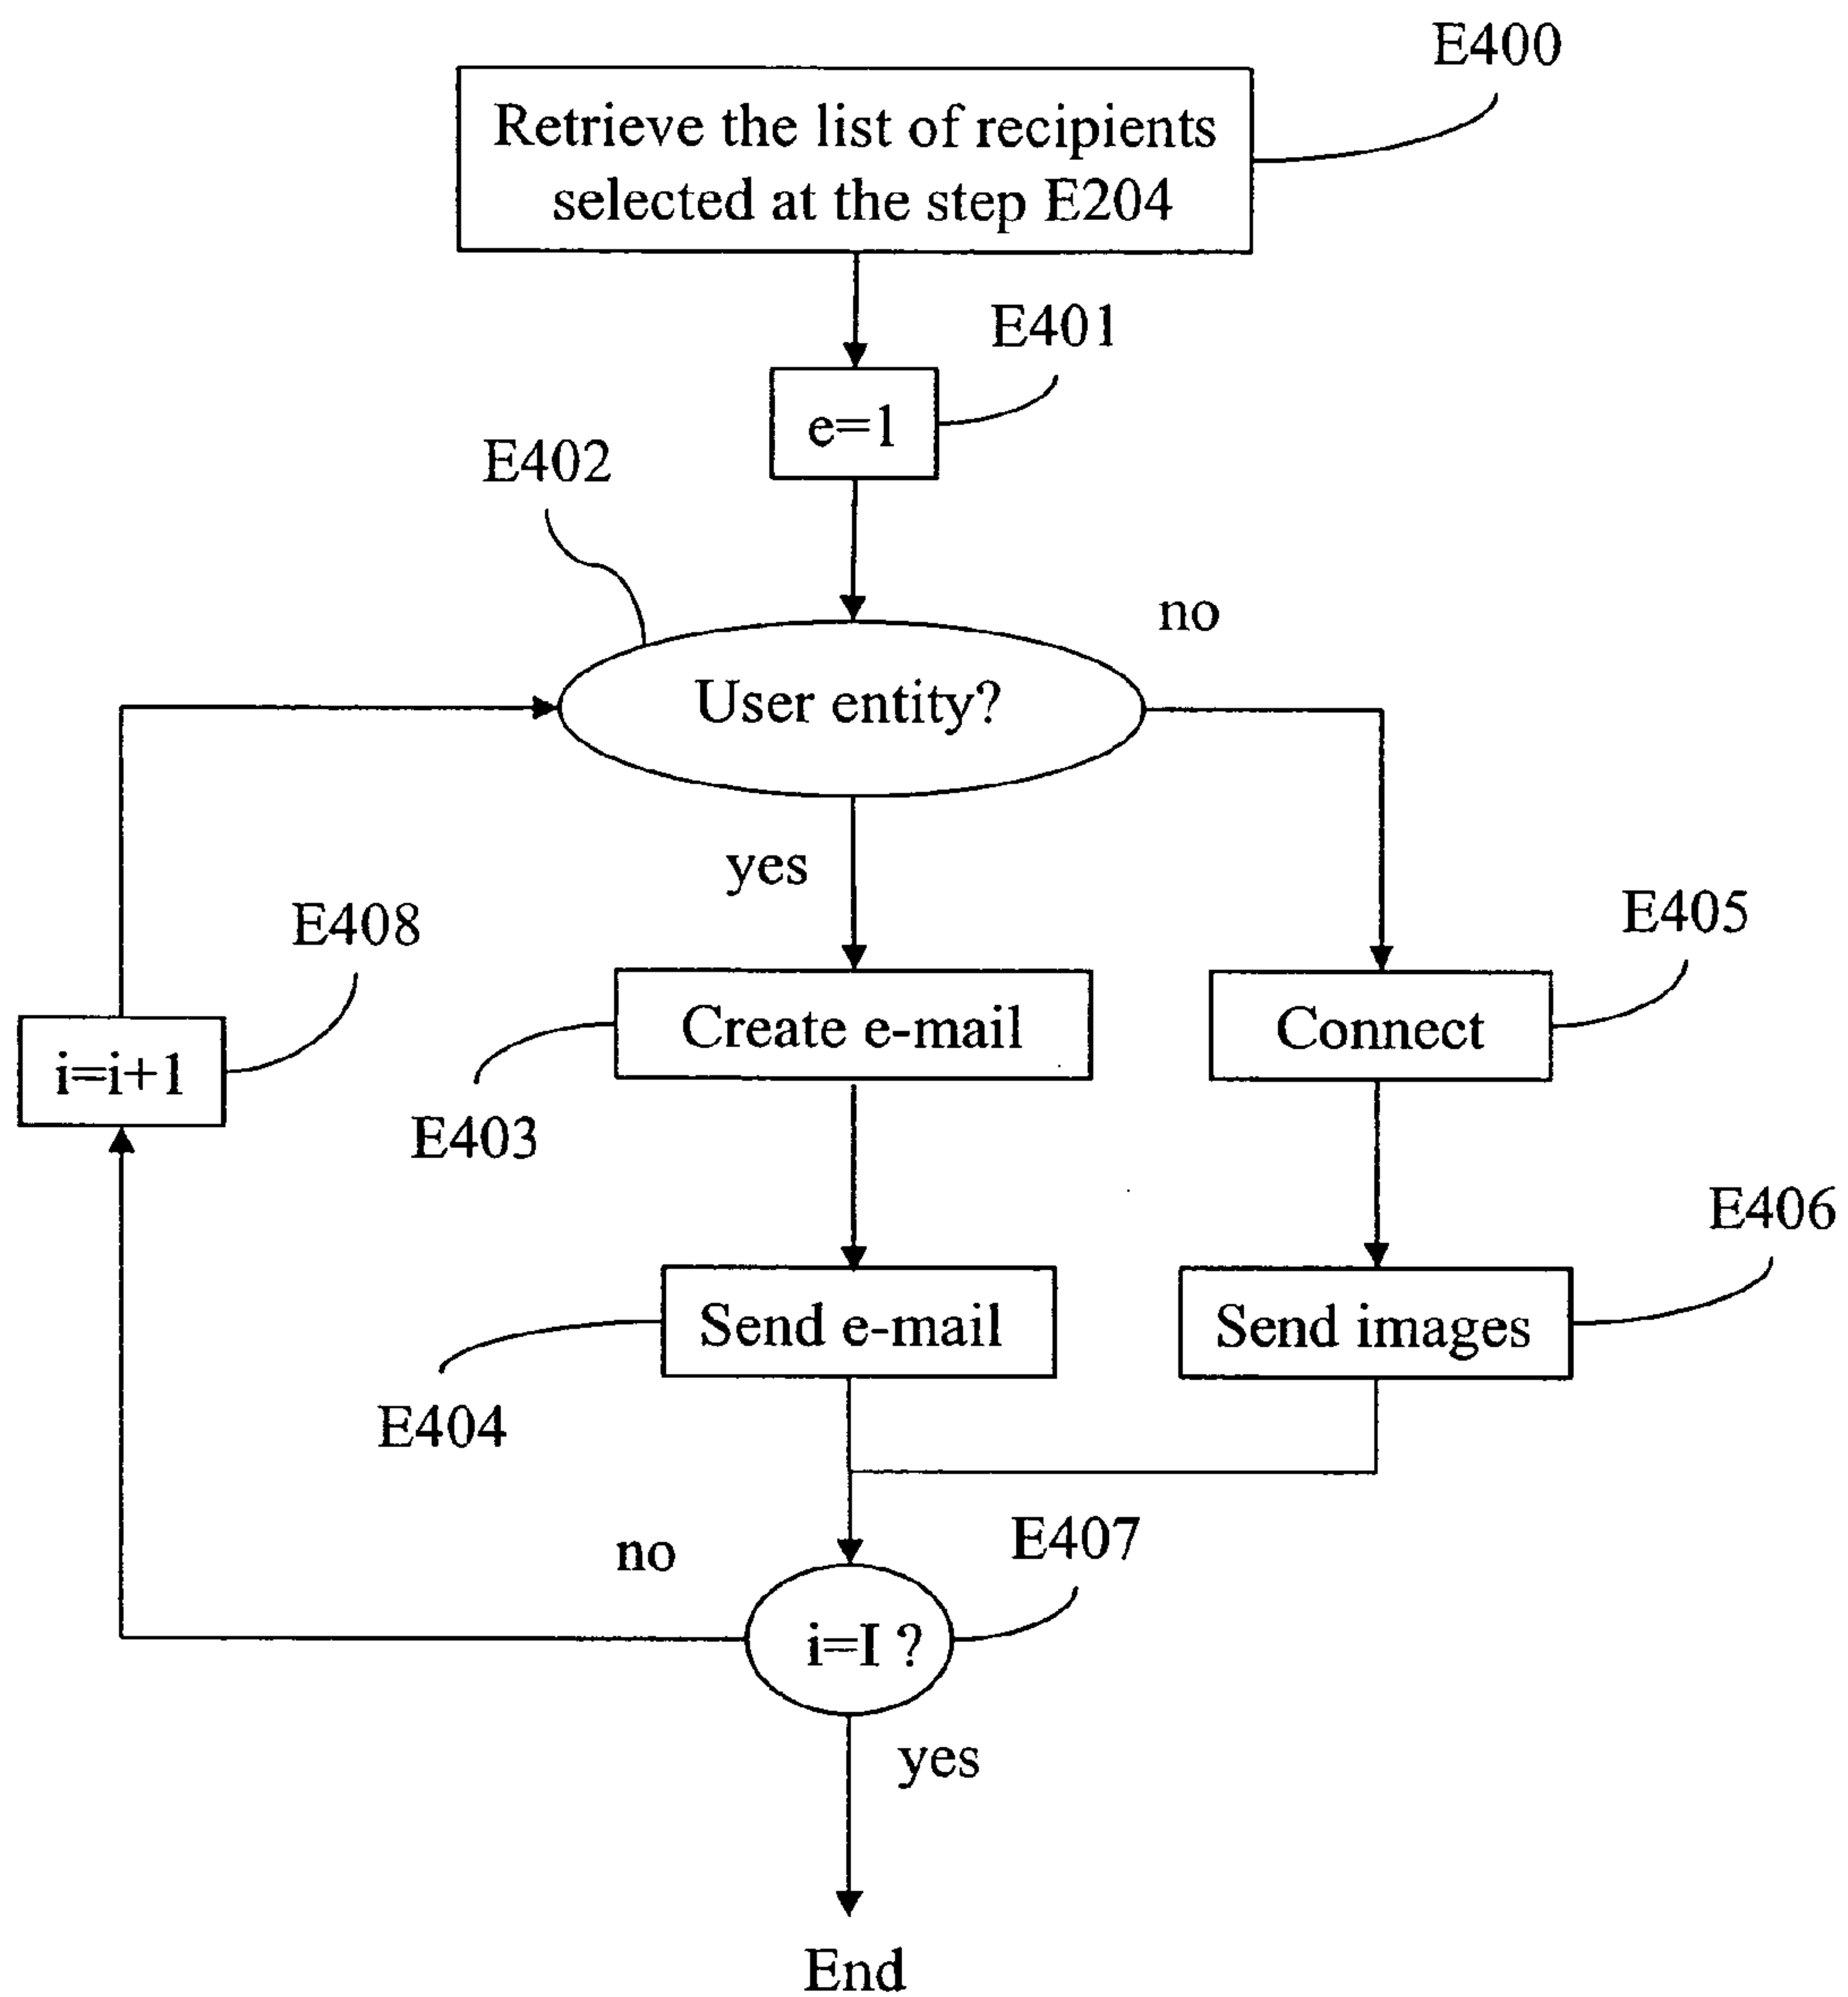 E400
Retrieve the list of recipients
selected at the step E204
E401
e=1
E402
no
User entity?
yes
E408
E405
Create e-mail
Connect
i=i+1
E403
E406
Send e-mail
Send images
E404
E407
no
i=I ?
yes
End